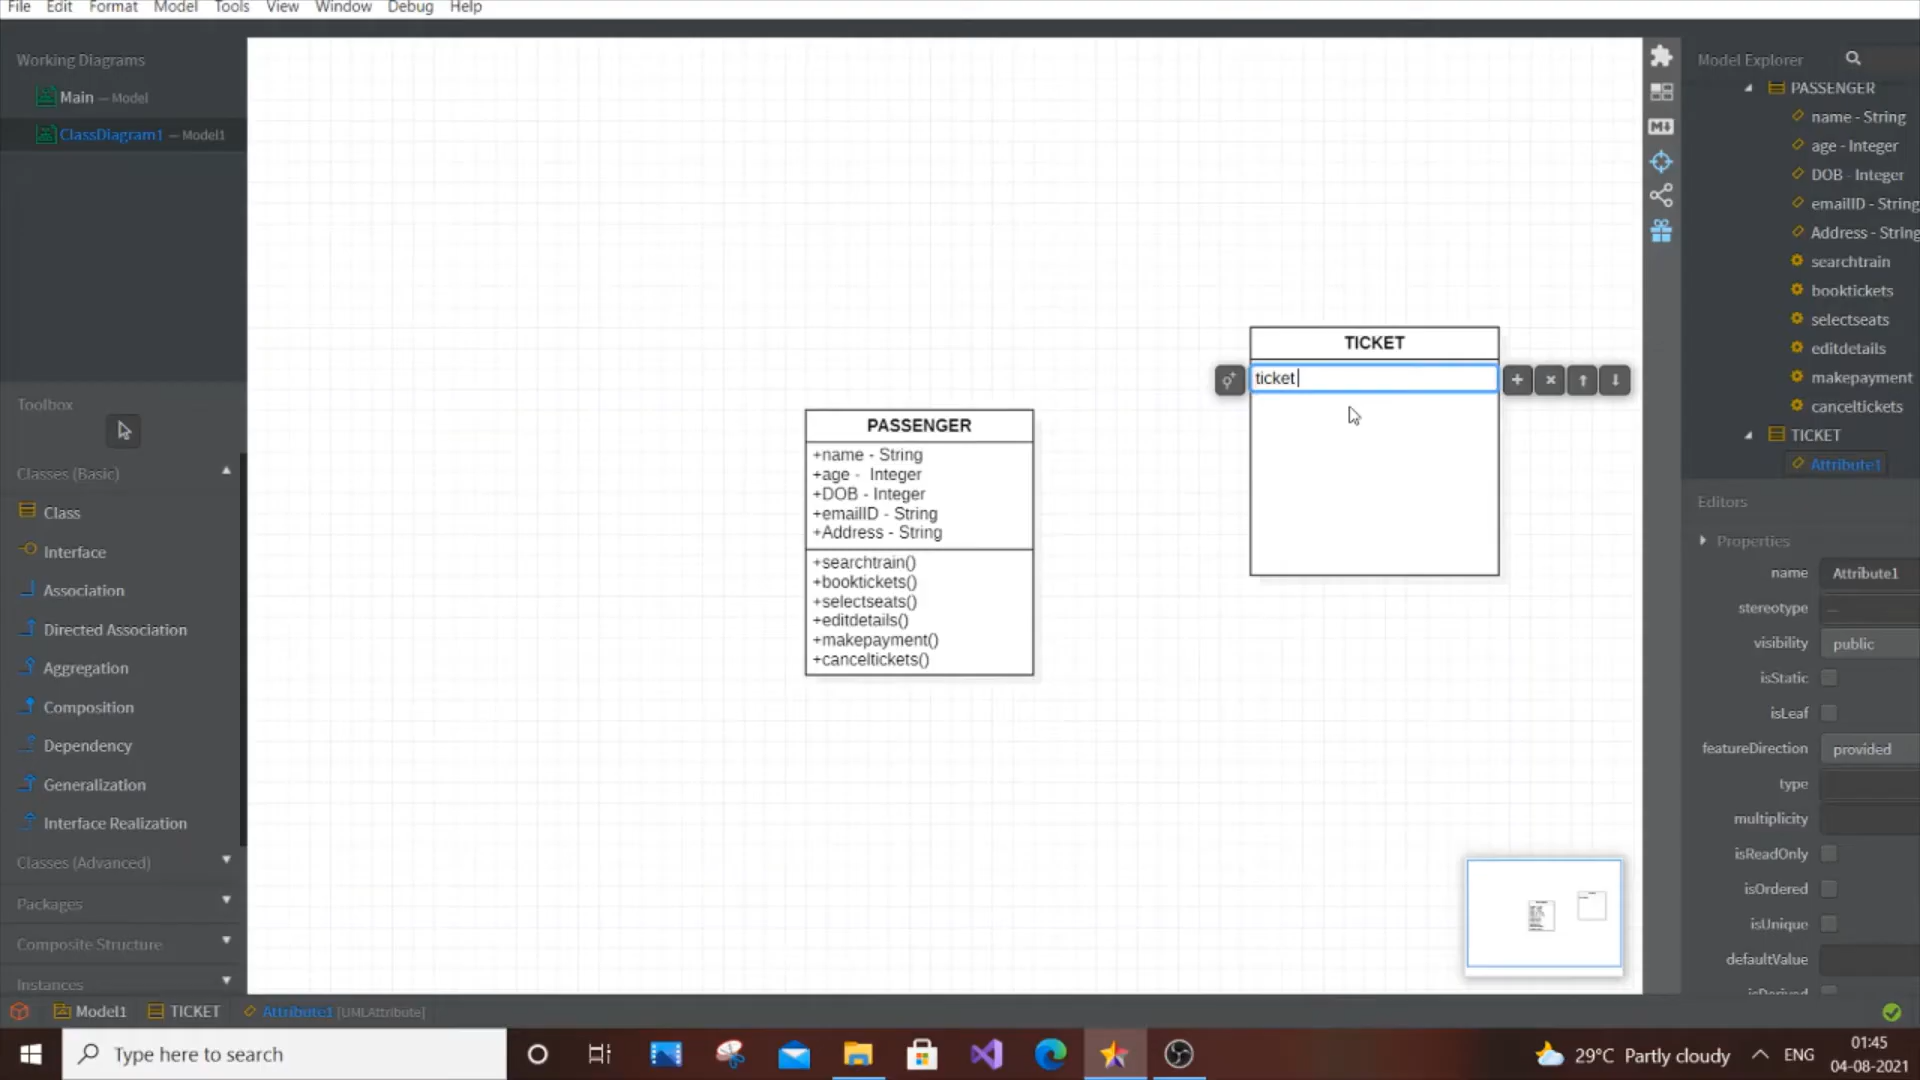 File Edit Format Model Tools View Window Debug Help
Working Diagrams
Main — Model
ClassDiagram1 — Model1
Toolbox
Classes (Basic)
Class
Interface
Association
Directed Association
Aggregation
Composition
Dependency
Generalization
Interface Realization
Classes (Advanced)
Packages
Composite Structure
Instances
PASSENGER
+name - String
+age - Integer
+DOB - Integer
+emailID - String
+Address - String
+searchtrain()
+booktickets()
+selectseats()
+editdetails()
+makepayment()
+canceltickets()
TICKET
ticket
Model Explorer
PASSENGER
name - String
age - Integer
DOB - Integer
emailID - String
Address - String
searchtrain
booktickets
selectseats
editdetails
makepayment
canceltickets
TICKET
Attribute1
Editors
Properties
name Attribute1
stereotype —
visibility public
isStatic
isLeaf
featureDirection provided
type
multiplicity
isReadOnly
isOrdered
isUnique
defaultValue
Model1 TICKET Attribute1 [UMLAttribute]
Type here to search
29°C Partly cloudy
ENG
01:45
04-08-2021